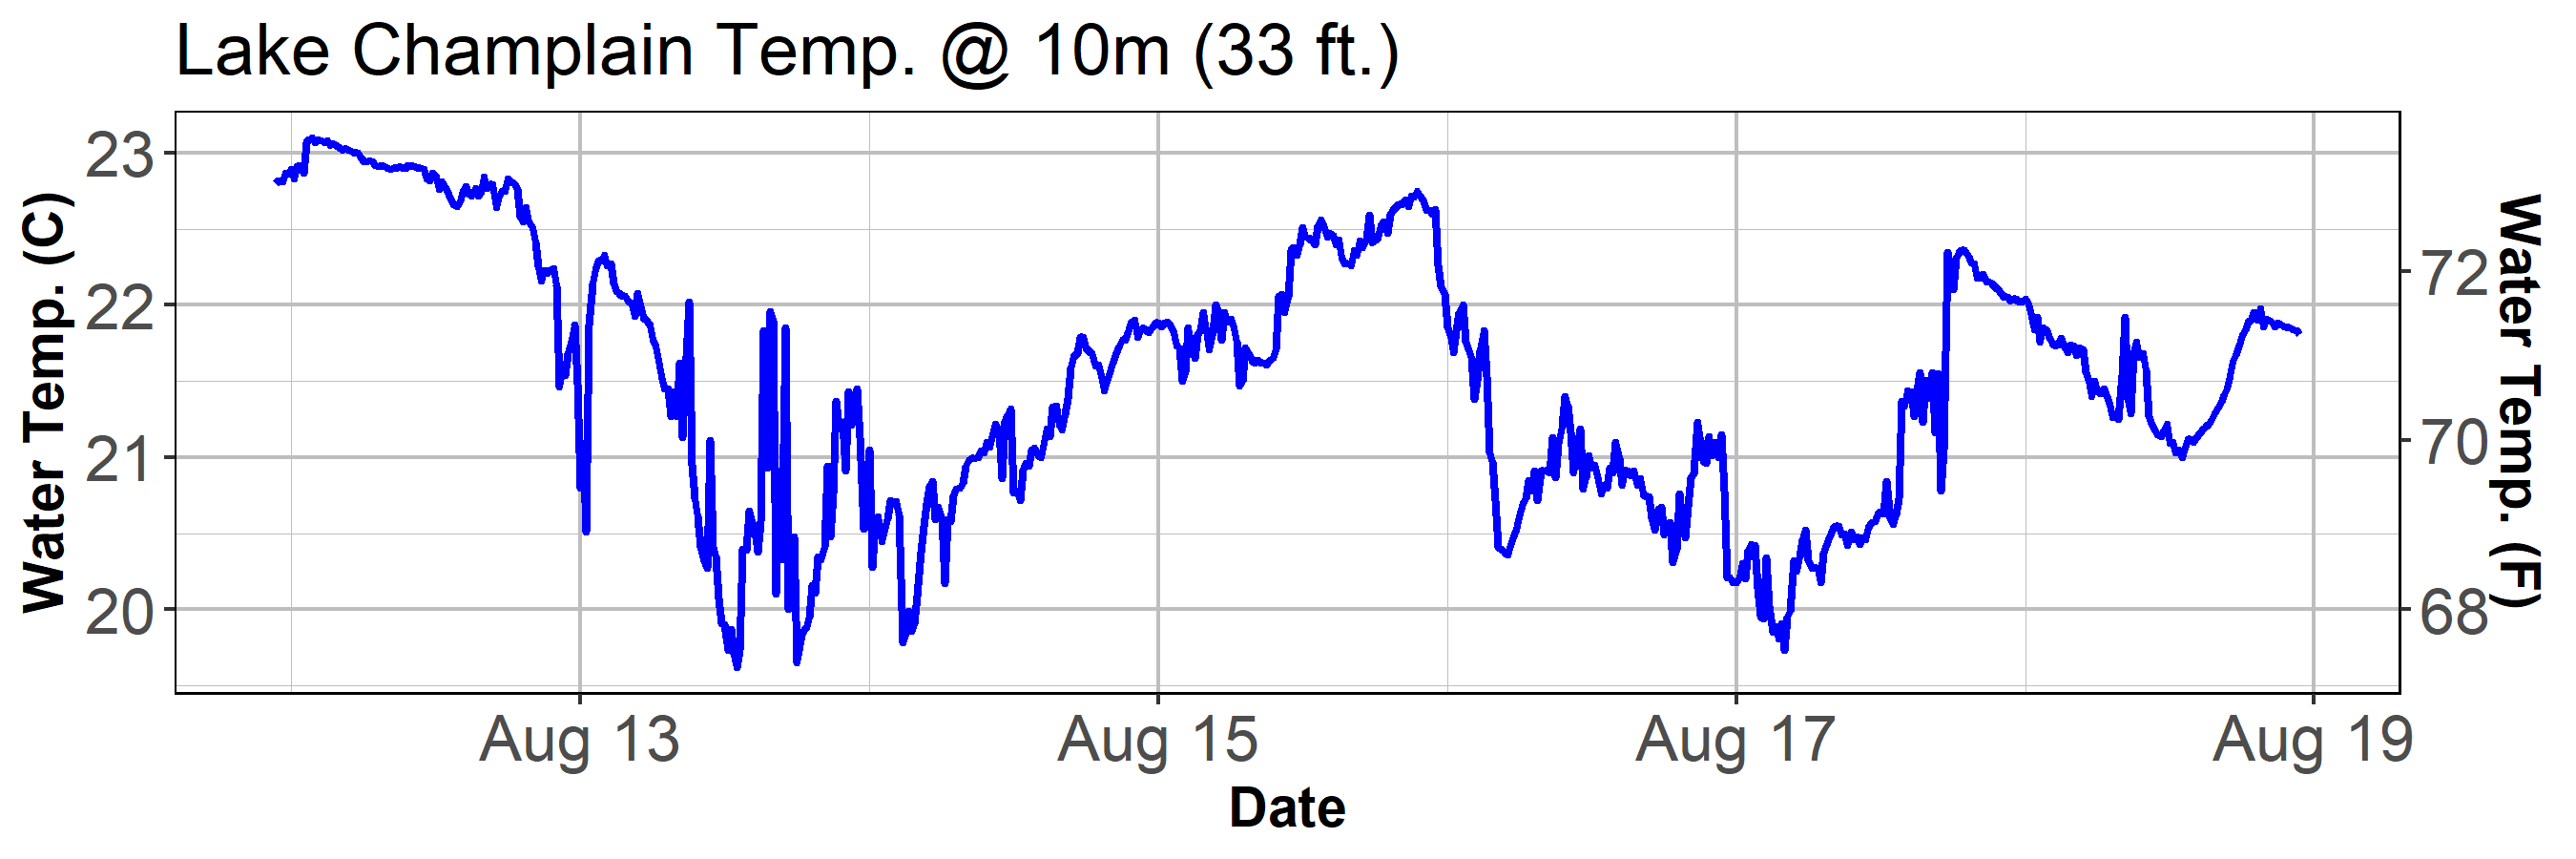 Lake Champlain Temp. @ 10m (33 ft.)
Water Temp. (C)
23
22
21
20
72
70
68
Water Temp. (F)
Aug 13
Aug 15
Aug 17
Aug 19
Date